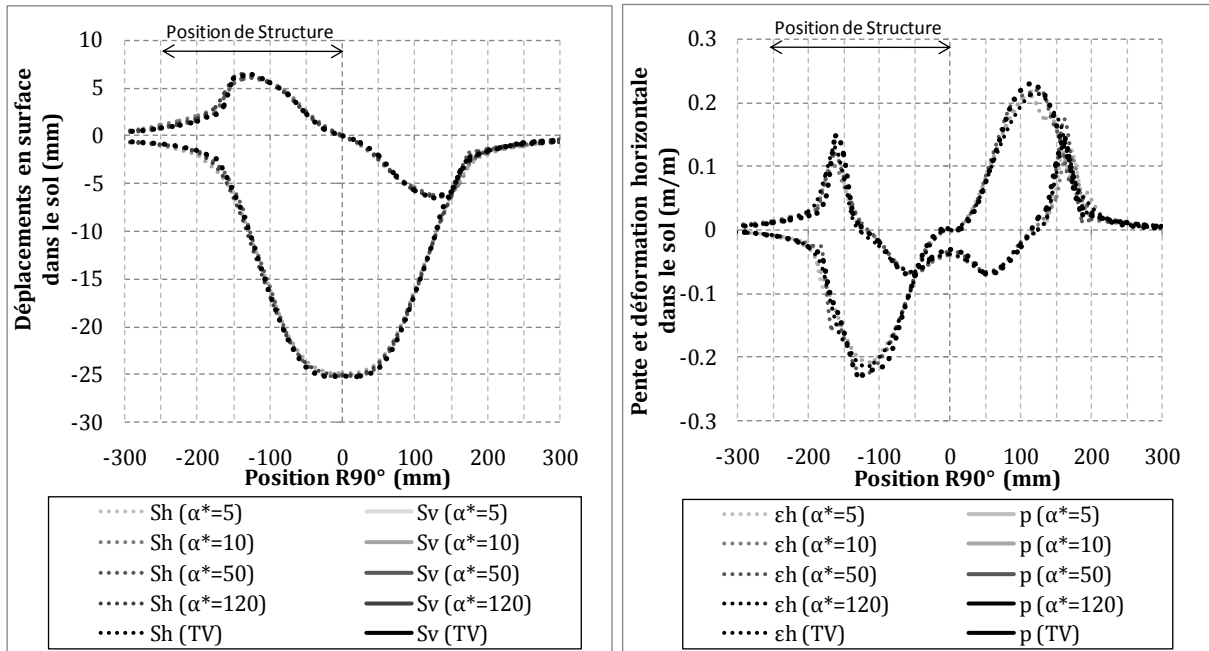 Position de Structure
Déplacements en surface
dans le sol (mm)
10
5
0
-5
-10
-15
-20
-25
-30
-300 -200 -100 0 100 200 300
Position R90° (mm)
Sh (α*=5) Sv (α*=5)
Sh (α*=10) Sv (α*=10)
Sh (α*=50) Sv (α*=50)
Sh (α*=120) Sv (α*=120)
Sh (TV) Sv (TV)
Position de Structure
Pente et déformation horizontale
dans le sol (m/m)
0.3
0.2
0.1
0
-0.1
-0.2
-0.3
-300 -200 -100 0 100 200 300
Position R90° (mm)
εh (α*=5) p (α*=5)
εh (α*=10) p (α*=10)
εh (α*=50) p (α*=50)
εh (α*=120) p (α*=120)
εh (TV) p (TV)